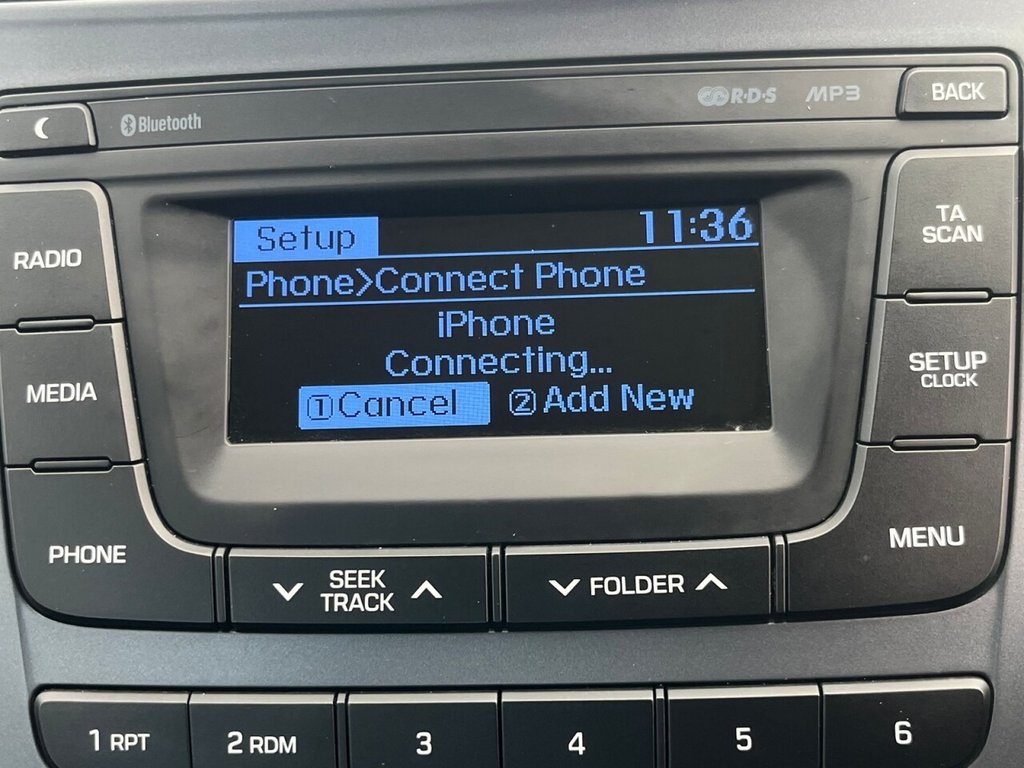 Bluetooth
R·D·S MP3
BACK
RADIO
MEDIA
PHONE
Setup 11:36
Phone>Connect Phone
iPhone
Connecting...
1Cancel 2Add New
TA
SCAN
SETUP
CLOCK
MENU
SEEK
TRACK
FOLDER
1 RPT
2 RDM
3
4
5
6